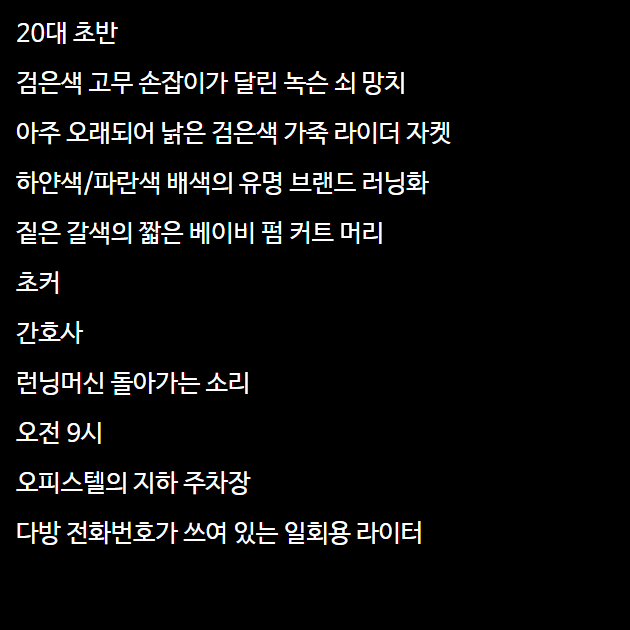 20대 초반
검은색 고무 손잡이가 달린 녹슨 쇠 망치
아주 오래되어 낡은 검은색 가죽 라이더 자켓
하얀색/파란색 배색의 유명 브랜드 러닝화
짙은 갈색의 짧은 베이비 펌 커트 머리
초커
간호사
런닝머신 돌아가는 소리
오전 9시
오피스텔의 지하 주차장
다방 전화번호가 쓰여 있는 일회용 라이터